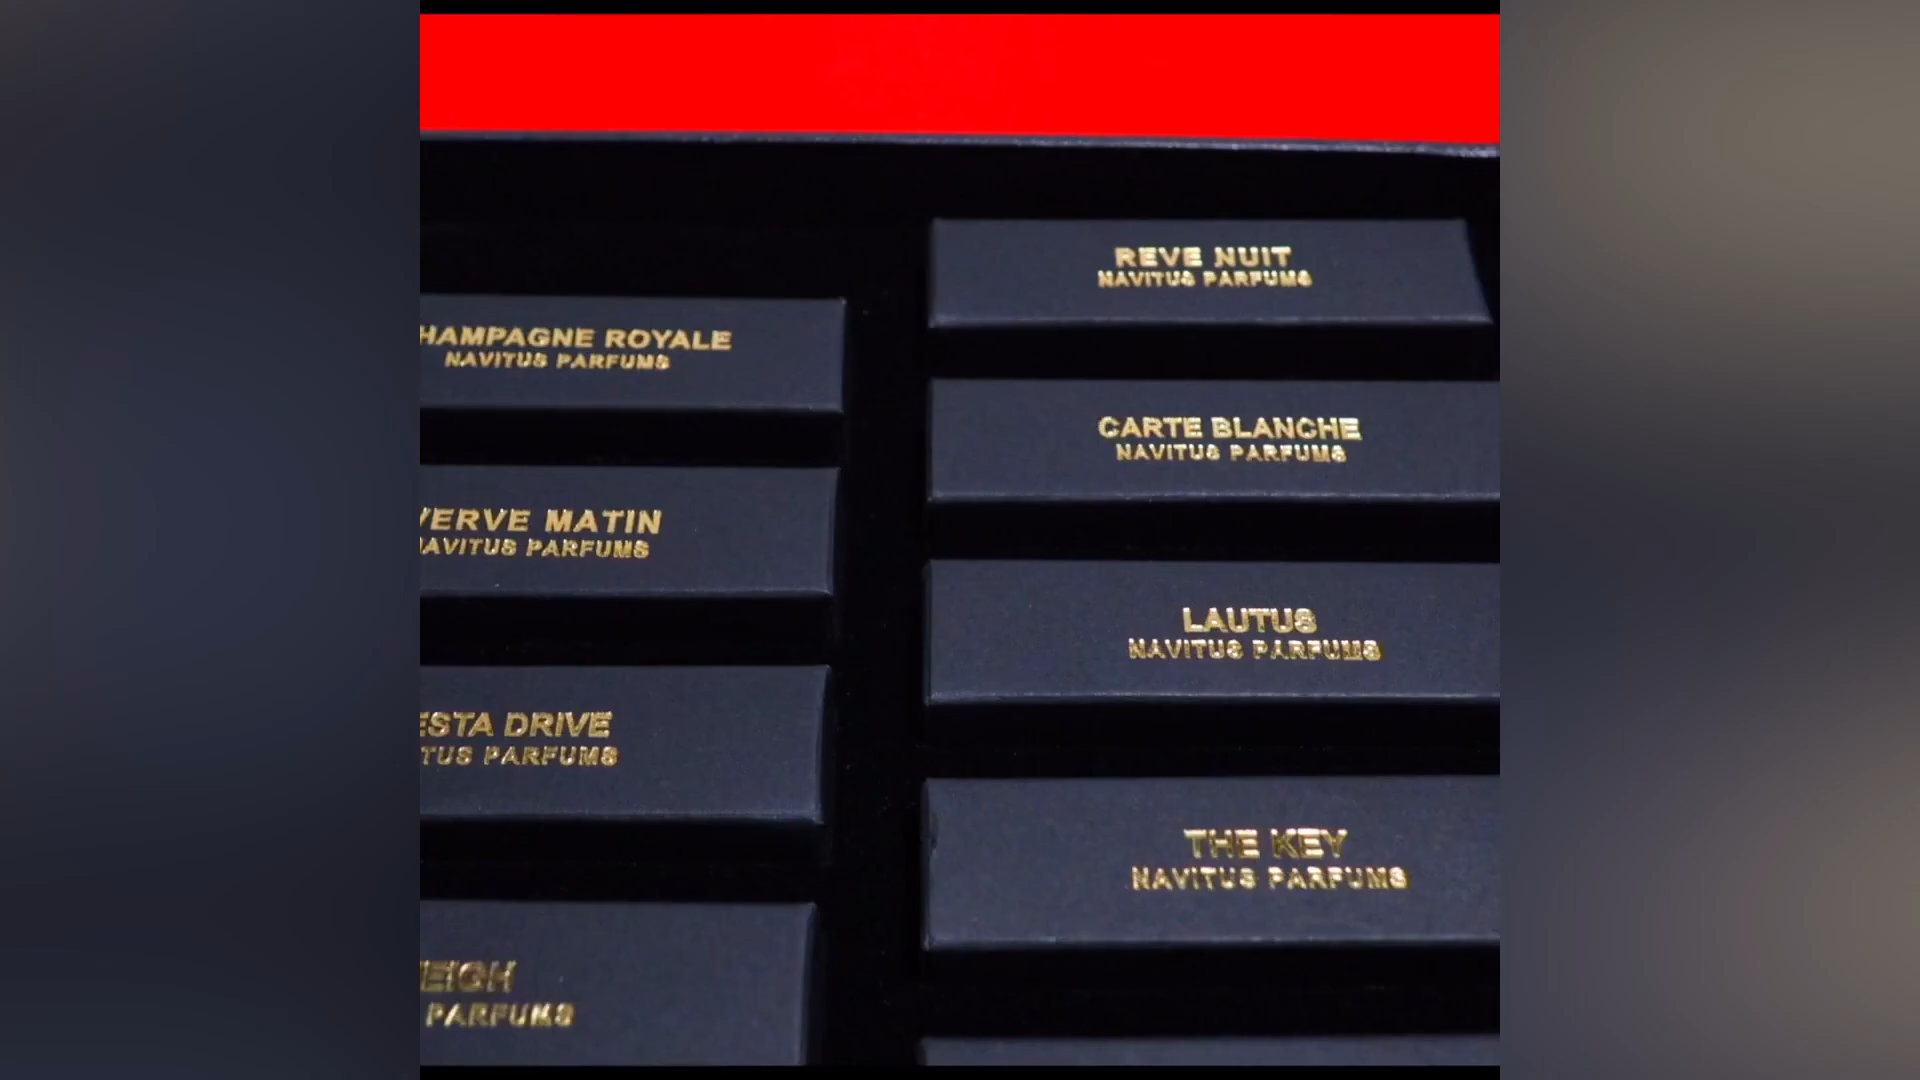 HAMPAGNE ROYALE
NAVITUS PARFUMS
VERVE MATIN
NAVITUS PARFUMS
ESTA DRIVE
TUS PARFUMS
EIGH
PARFUMS
REVE NUIT
NAVITUS PARFUMS
CARTE BLANCHE
NAVITUS PARFUMS
LAUTUS
NAVITUS PARFUMS
THE KEY
NAVITUS PARFUMS